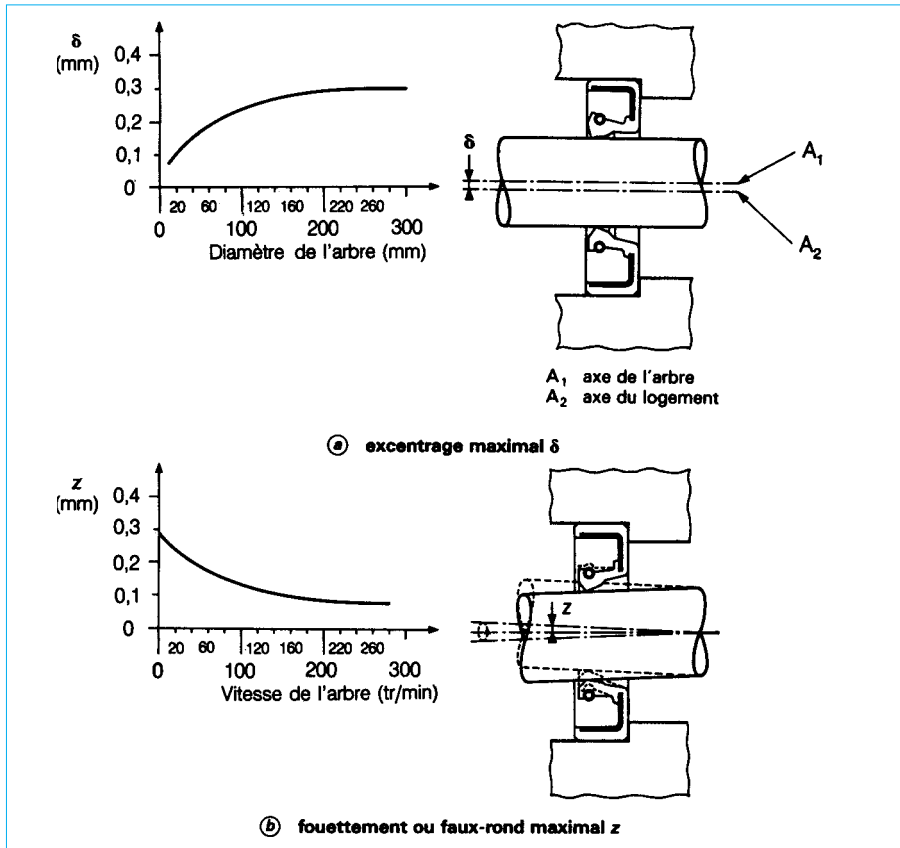 δ
(mm)
0,4
0,3
0,2
0,1
0
20 60 120 160 220 260
0 100 200 300
Diamètre de l'arbre (mm)
δ
A1
A2
A1 axe de l'arbre
A2 axe du logement
a excentrage maximal δ
z
(mm)
0,4
0,3
0,2
0,1
0
20 60 120 160 220 260
0 100 200 300
Vitesse de l'arbre (tr/min)
z
b fouettement ou faux-rond maximal z